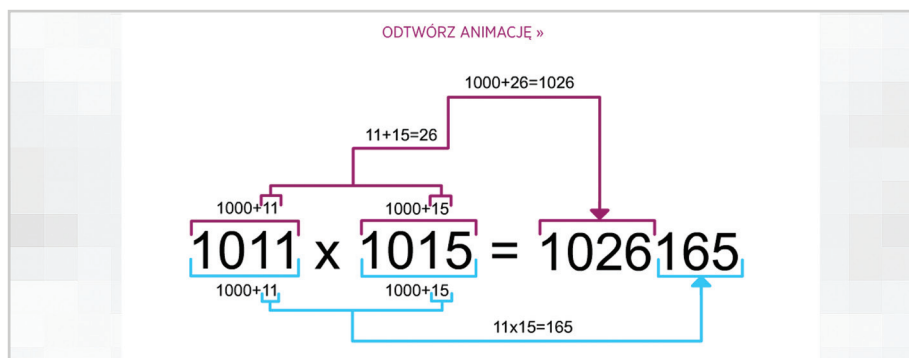 ODTWÓRZ ANIMACJĘ »
1000+26=1026
11+15=26
1000+11 1000+15
1011 x 1015 = 1026165
1000+11 1000+15
11x15=165